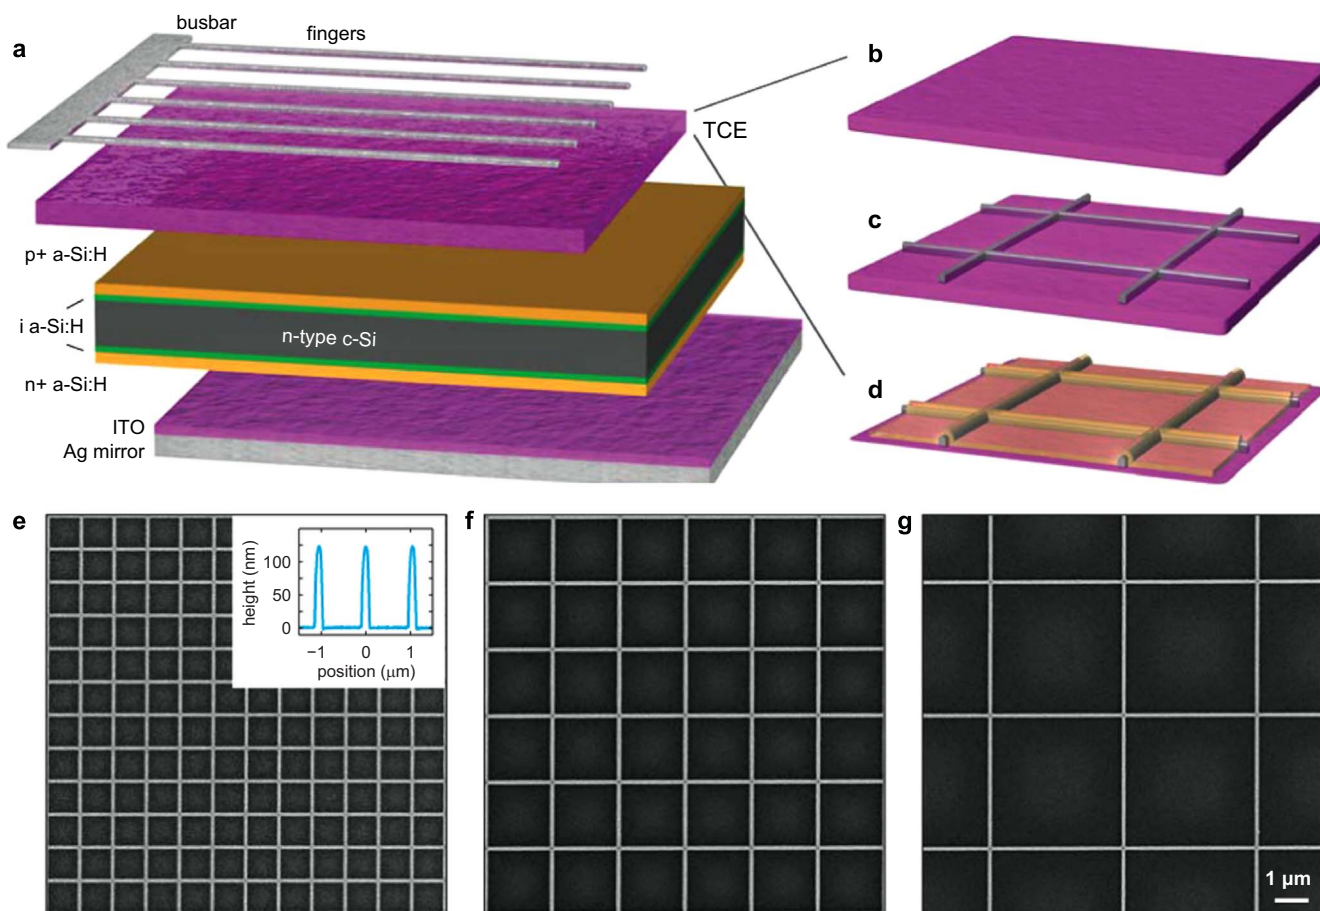 a
busbar
fingers
TCE
p+ a-Si:H
i a-Si:H
n-type c-Si
n+ a-Si:H
ITO
Ag mirror
b
c
d
e
height (nm)
100
50
0
−1 0 1
position (μm)
f
g
1 μm